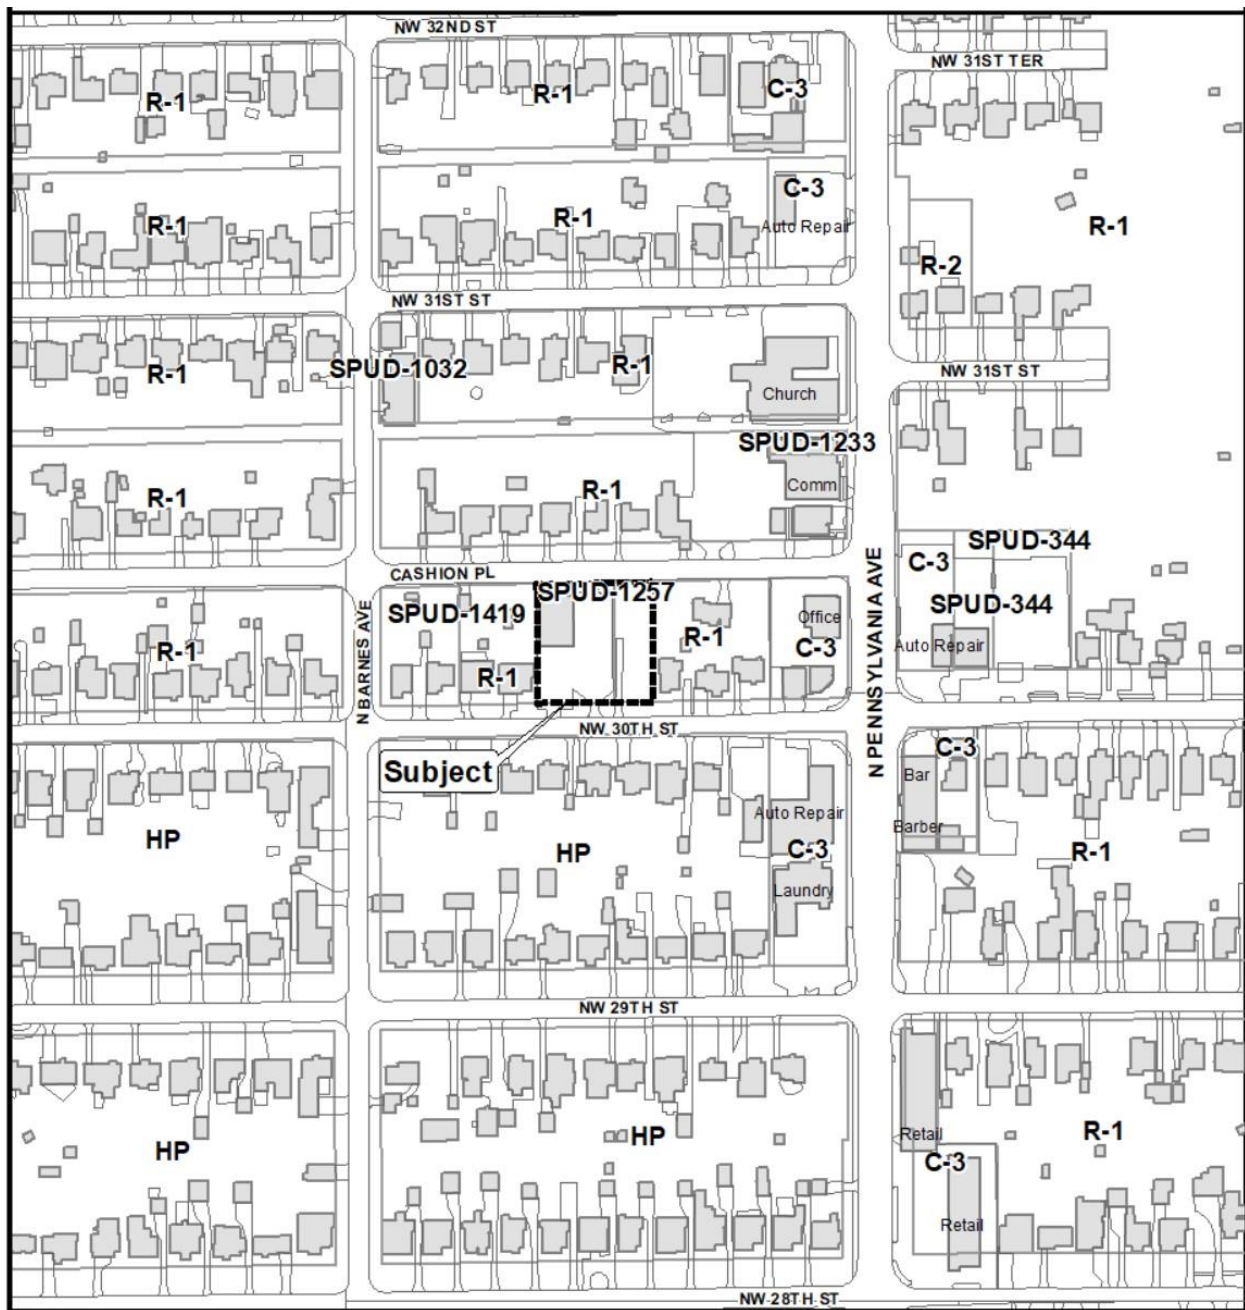 NW 32ND ST
NW 31ST TER
R-1
R-1
C-3
R-1
R-1
C-3
Auto Repair
R-1
R-2
NW 31ST ST
SPUD-1032
R-1
R-1
Church
NW 31ST ST
SPUD-1233
Comm
R-1
R-1
N PENNSYLVANIA AVE
C-3
SPUD-344
SPUD-344
Auto Repair
CASHION PL
N BARNES AVE
SPUD-1419
SPUD-1257
Office
R-1
R-1
R-1
C-3
NW 30TH ST
Subject
C-3
Bar
Barber
Auto Repair
HP
HP
C-3
R-1
Laundry
NW 29TH ST
HP
HP
Retail
C-3
R-1
Retail
NW 28TH ST